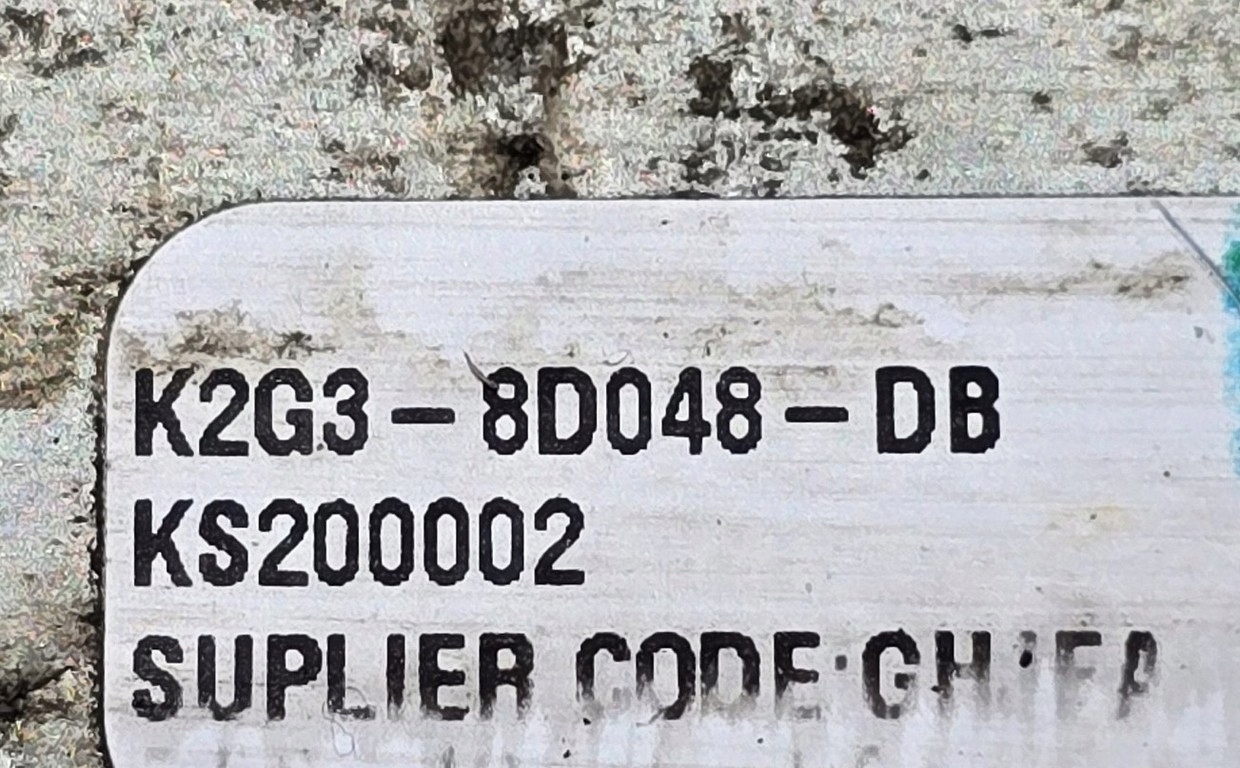 K2G3-8D048-DB
KS200002
SUPLIER CODE